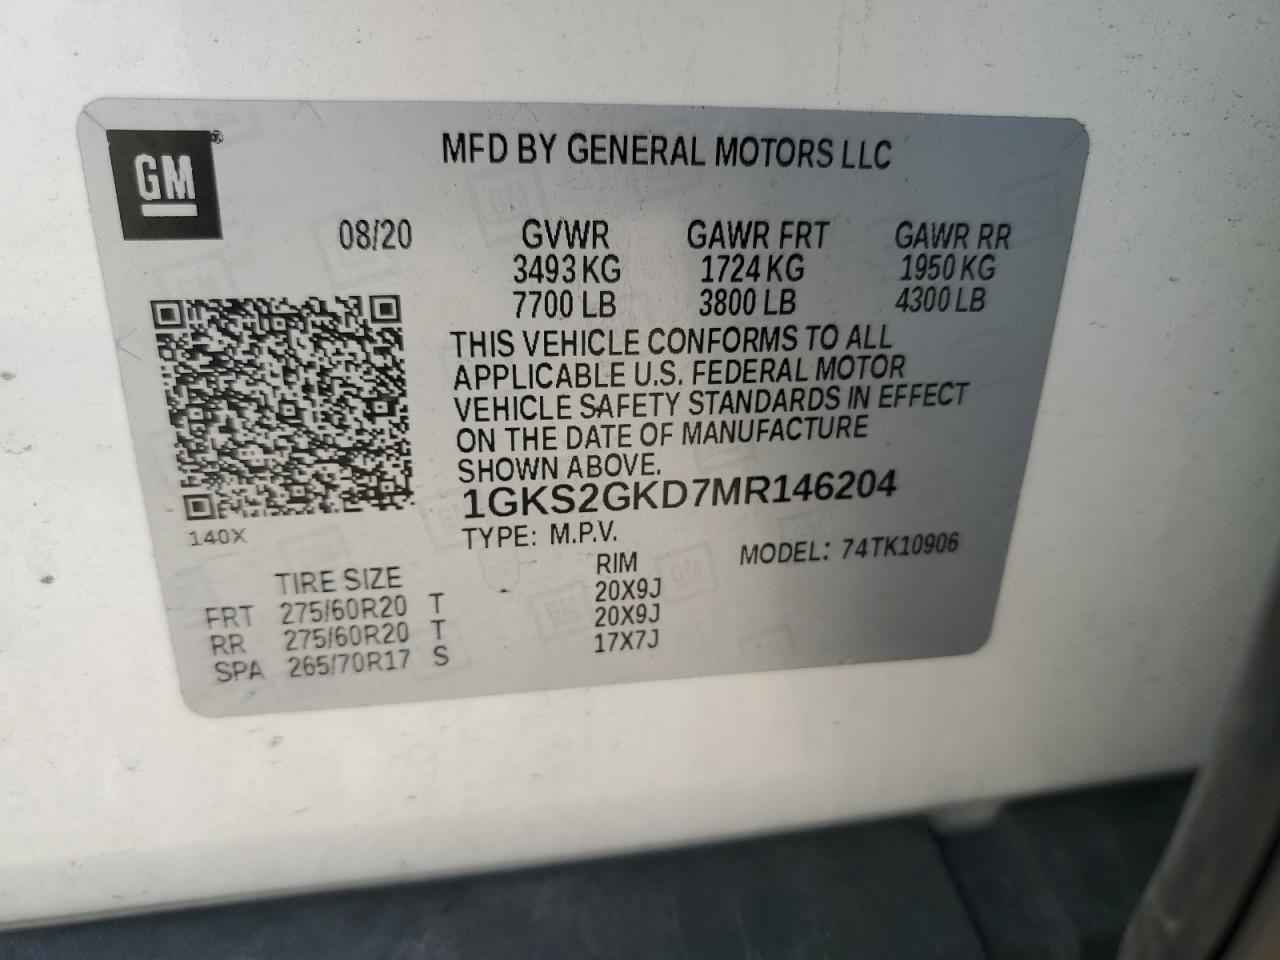 GM®
MFD BY GENERAL MOTORS LLC
08/20 GVWR GAWR FRT GAWR RR
3493 KG 1724 KG 1950 KG
7700 LB 3800 LB 4300 LB
THIS VEHICLE CONFORMS TO ALL
APPLICABLE U.S. FEDERAL MOTOR
VEHICLE SAFETY STANDARDS IN EFFECT
ON THE DATE OF MANUFACTURE
SHOWN ABOVE.
1GKS2GKD7MR146204
140X
TYPE: M.P.V. MODEL: 74TK10906
TIRE SIZE RIM
FRT 275/60R20 T 20X9J
RR 275/60R20 T 20X9J
SPA 265/70R17 S 17X7J